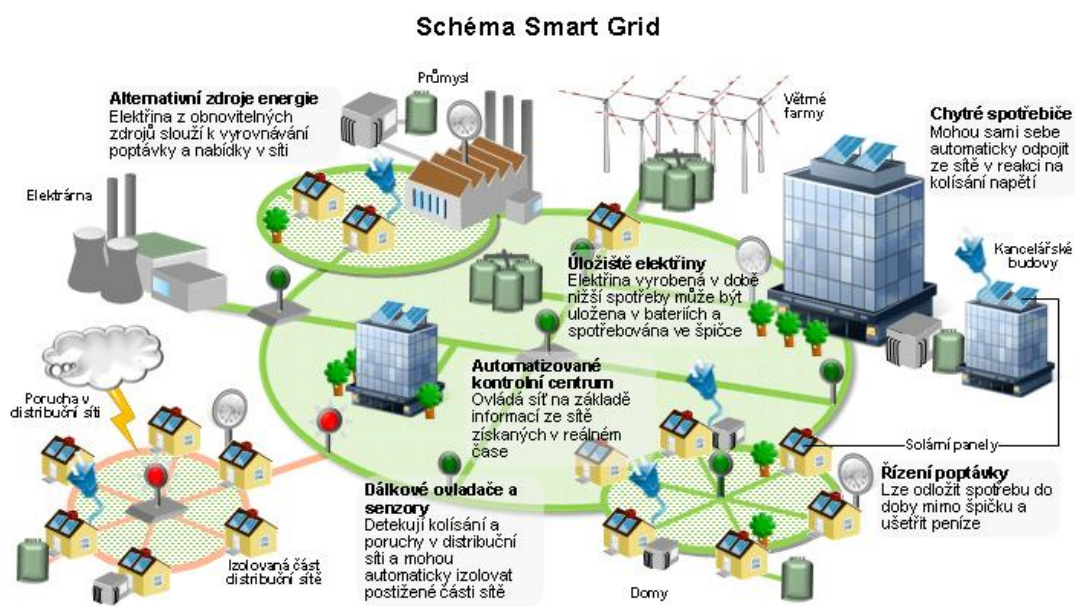 Schéma Smart Grid
Průmysl
Alternativní zdroje energie
Elektřina z obnovitelných
zdrojů slouží k vyrovnávání
poptávky a nabídky v síti
Větrné
farmy
Chytré spotřebiče
Mohou sami sebe
automaticky odpojit
ze sítě v reakci na
kolísání napětí
Elektrárna
Kancelářské
budovy
Úložiště elektřiny
Elektřina vyrobená v době
nižší spotřeby může být
uložena v bateriích a
spotřebována ve špičce
Automatizované
kontrolní centrum
Ovládá síť na základě
informací ze sítě
získaných v reálném
čase
Porucha v
distribuční síti
Solární panely
Řízení poptávky
Lze odložit spotřebu do
doby mimo špičku a
ušetřit peníze
Dálkové ovladače a
senzory
Detekují kolísání a
poruchy v distribuční
síti a mohou
automaticky izolovat
postižené části sítě
Izolovaná část
distribuční sítě
Domy